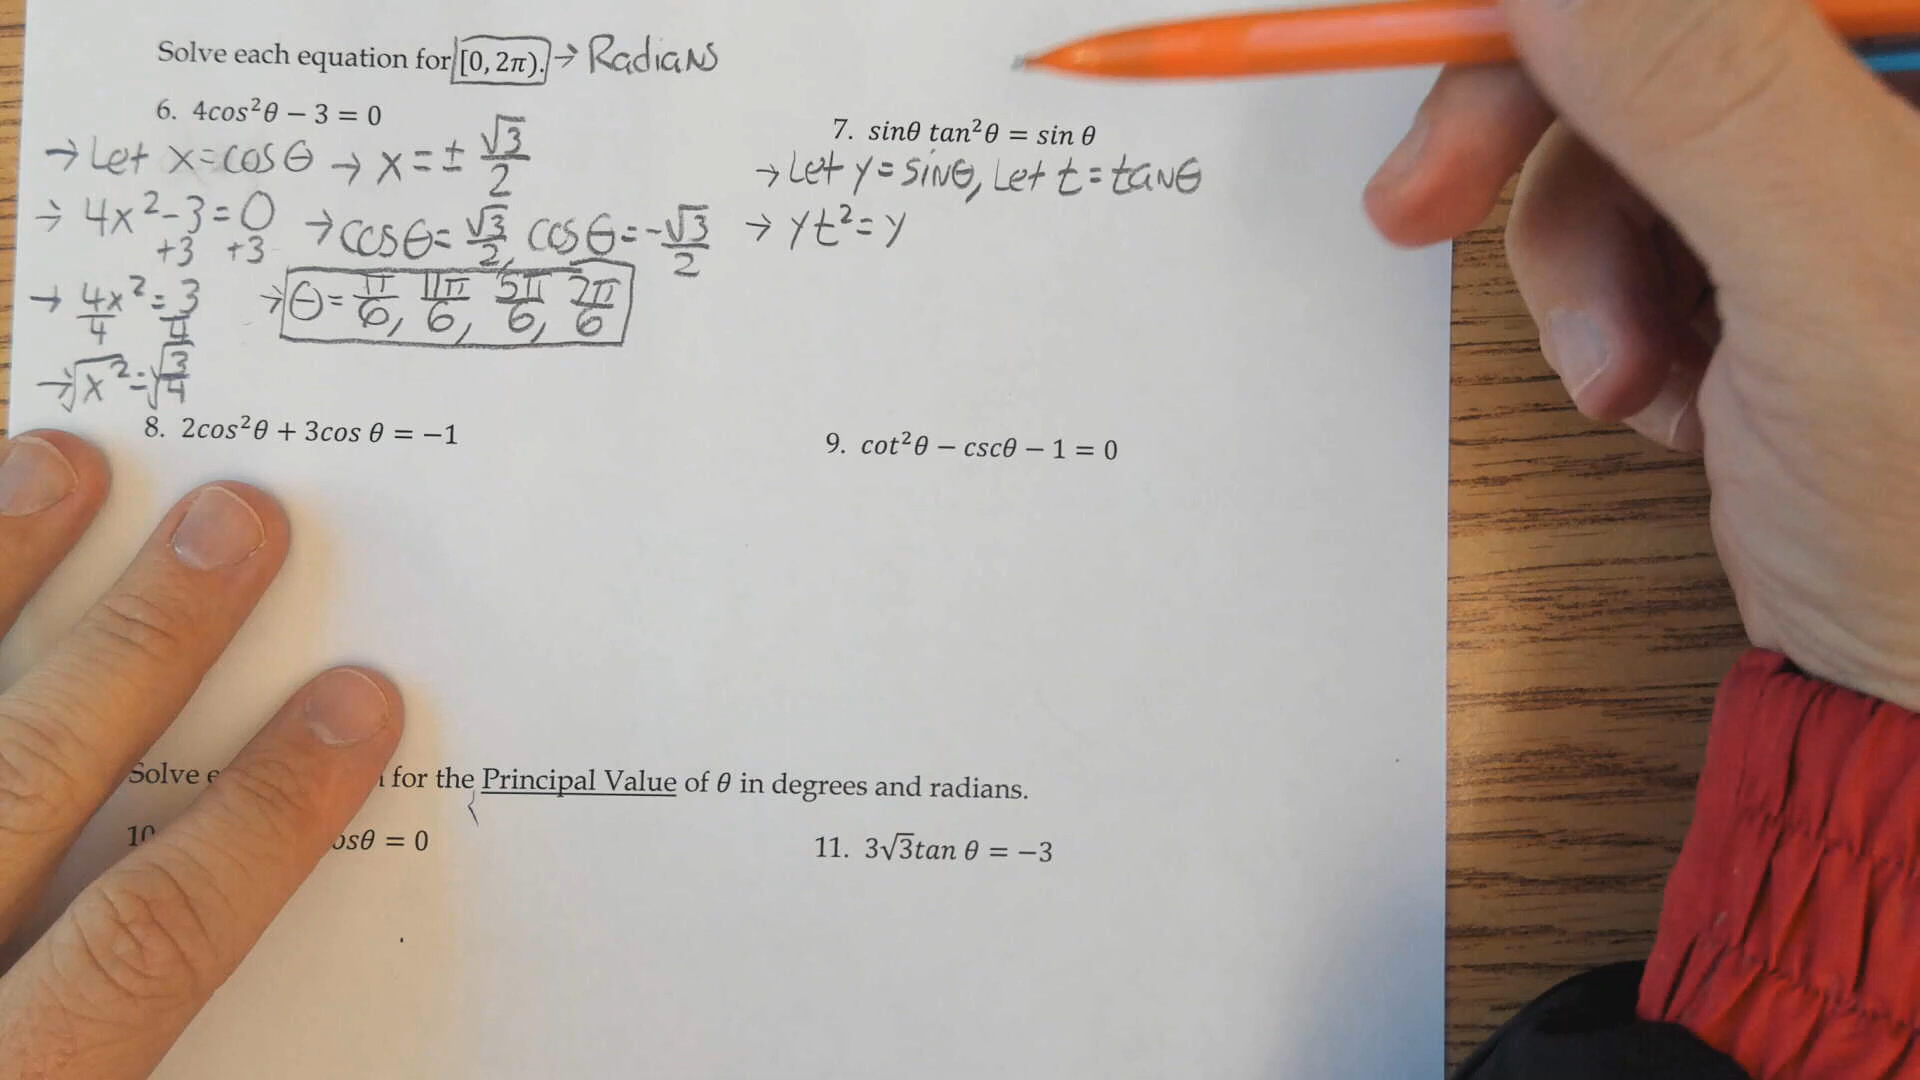 Solve each equation for [0, 2π). → Radians
6. 4cos²θ − 3 = 0
→ Let x = cos θ → x = ± √3/2
→ 4x² - 3 = 0
+3 +3
→ cos θ = √3/2, cos θ = -√3/2
→ 4x²/4 = 3/4
→ θ = π/6, 11π/6, 5π/6, 7π/6
→ √x² = √3/4
7. sinθ tan²θ = sin θ
→ Let y = sinθ, Let t = tanθ
→ yt² = y
8. 2cos²θ + 3cos θ = −1
9. cot²θ − cscθ − 1 = 0
Solve for the Principal Value of θ in degrees and radians.
10 osθ = 0
11. 3√3tan θ = −3